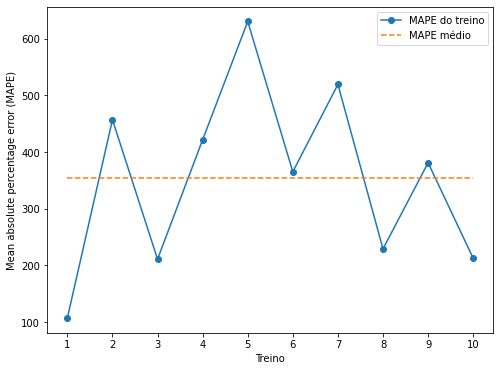 MAPE do treino
MAPE médio
Mean absolute percentage error (MAPE)
600
500
400
300
200
100
1 2 3 4 5 6 7 8 9 10
Treino